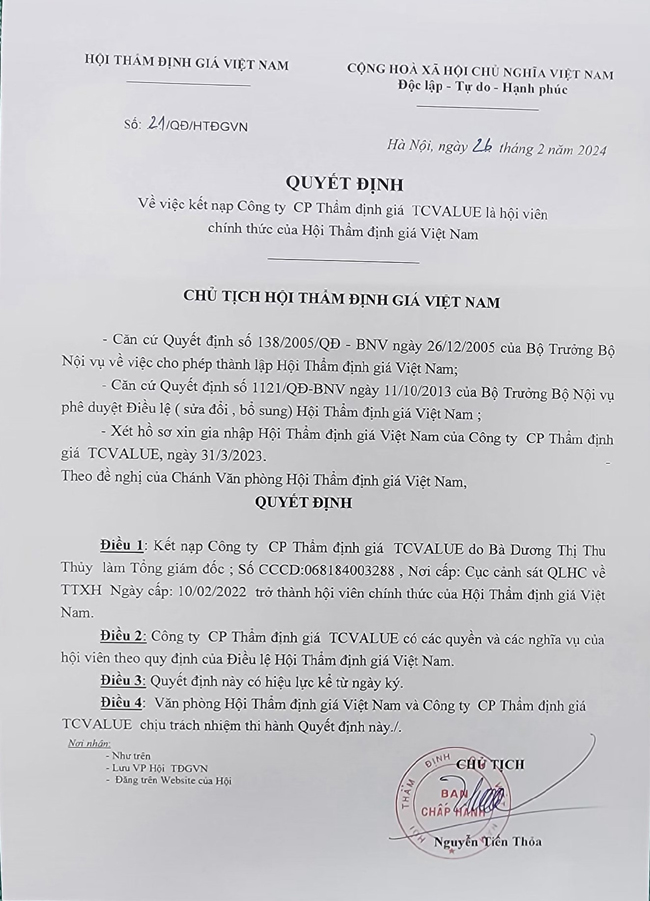 HỘI THẨM ĐỊNH GIÁ VIỆT NAM
CỘNG HOÀ XÃ HỘI CHỦ NGHĨA VIỆT NAM
Độc lập - Tự do - Hạnh phúc
Số: 21/QĐ/HTĐGVN
Hà Nội, ngày 26 tháng 2 năm 2024
QUYẾT ĐỊNH
Về việc kết nạp Công ty CP Thẩm định giá TCVALUE là hội viên
chính thức của Hội Thẩm định giá Việt Nam
CHỦ TỊCH HỘI THẨM ĐỊNH GIÁ VIỆT NAM
- Căn cứ Quyết định số 138/2005/QĐ - BNV ngày 26/12/2005 của Bộ Trưởng Bộ
Nội vụ về việc cho phép thành lập Hội Thẩm định giá Việt Nam;
- Căn cứ Quyết định số 1121/QĐ-BNV ngày 11/10/2013 của Bộ Trưởng Bộ Nội vụ
phê duyệt Điều lệ ( sửa đổi , bổ sung) Hội Thẩm định giá Việt Nam ;
- Xét hồ sơ xin gia nhập Hội Thẩm định giá Việt Nam của Công ty CP Thẩm định
giá TCVALUE, ngày 31/3/2023.
Theo đề nghị của Chánh Văn phòng Hội Thẩm định giá Việt Nam,
QUYẾT ĐỊNH
Điều 1: Kết nạp Công ty CP Thẩm định giá TCVALUE do Bà Dương Thị Thu
Thủy làm Tổng giám đốc ; Số CCCD:068184003288 , Nơi cấp: Cục cảnh sát QLHC về
TTXH Ngày cấp: 10/02/2022 trở thành hội viên chính thức của Hội Thẩm định giá Việt
Nam.
Điều 2: Công ty CP Thẩm định giá TCVALUE có các quyền và các nghĩa vụ của
hội viên theo quy định của Điều lệ Hội Thẩm định giá Việt Nam.
Điều 3: Quyết định này có hiệu lực kể từ ngày ký.
Điều 4: Văn phòng Hội Thẩm định giá Việt Nam và Công ty CP Thẩm định giá
TCVALUE chịu trách nhiệm thi hành Quyết định này./.
Nơi nhận:
- Như trên
- Lưu VP Hội TĐGVN
- Đăng trên Website của Hội
CHỦ TỊCH
HỘI THẨM ĐỊNH
BAN
CHẤP HÀNH
Nguyễn Tiến Thỏa